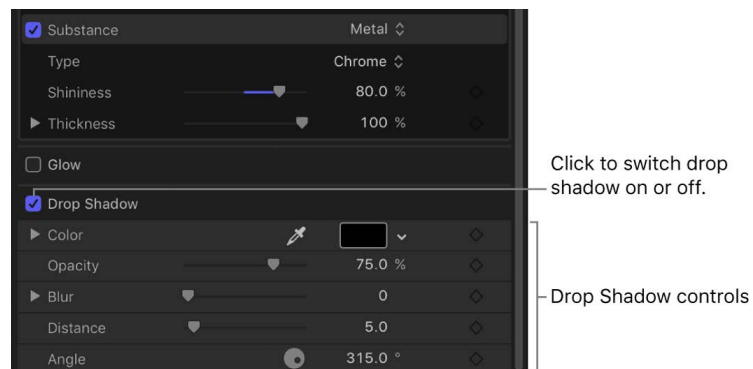 Substance Metal
Type Chrome
Shininess 80.0 %
Thickness 100 %
Glow
Click to switch drop
shadow on or off.
Drop Shadow
Color
Opacity 75.0 %
Blur 0
Drop Shadow controls
Distance 5.0
Angle 315.0 °